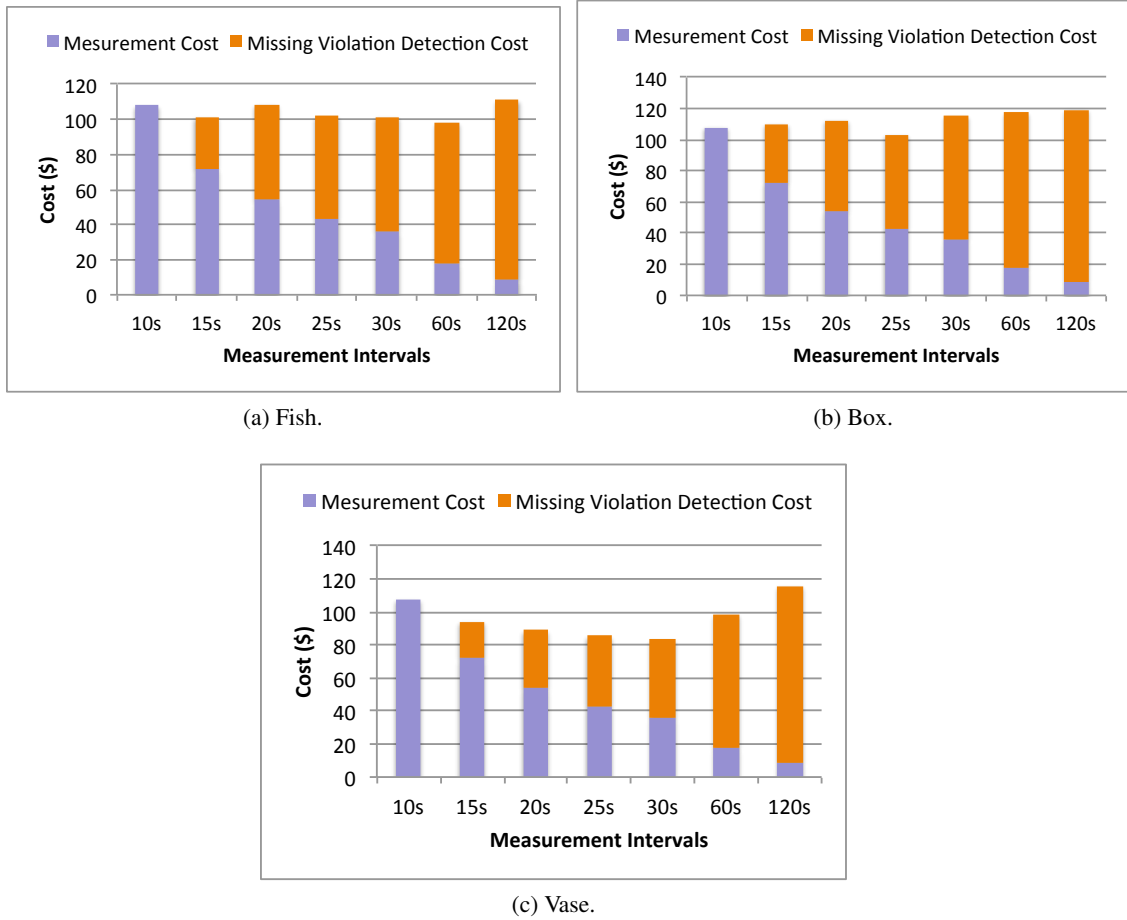 Mesurement Cost Missing Violation Detection Cost
120
100
80
60
40
20
0
Cost ($)
10s 15s 20s 25s 30s 60s 120s
Measurement Intervals
(a) Fish.
Mesurement Cost Missing Violation Detection Cost
140
120
100
80
60
40
20
0
Cost ($)
10s 15s 20s 25s 30s 60s 120s
Measurement Intervals
(b) Box.
Mesurement Cost Missing Violation Detection Cost
140
120
100
80
60
40
20
0
Cost ($)
10s 15s 20s 25s 30s 60s 120s
Measurement Intervals
(c) Vase.